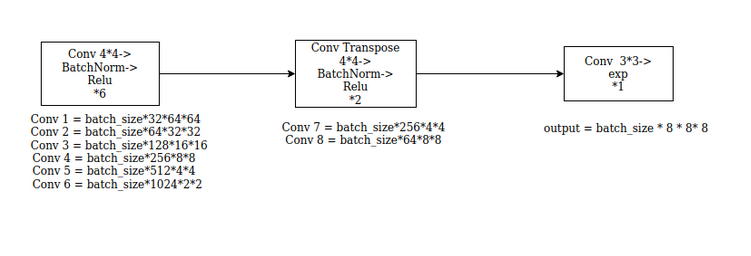 Conv 4*4->
BatchNorm->
Relu
*6
Conv Transpose
4*4->
BatchNorm->
Relu
*2
Conv 3*3->
exp
*1
Conv 1 = batch_size*32*64*64
Conv 2 = batch_size*64*32*32
Conv 3 = batch_size*128*16*16
Conv 4 = batch_size*256*8*8
Conv 5 = batch_size*512*4*4
Conv 6 = batch_size*1024*2*2
Conv 7 = batch_size*256*4*4
Conv 8 = batch_size*64*8*8
output = batch_size * 8 * 8* 8